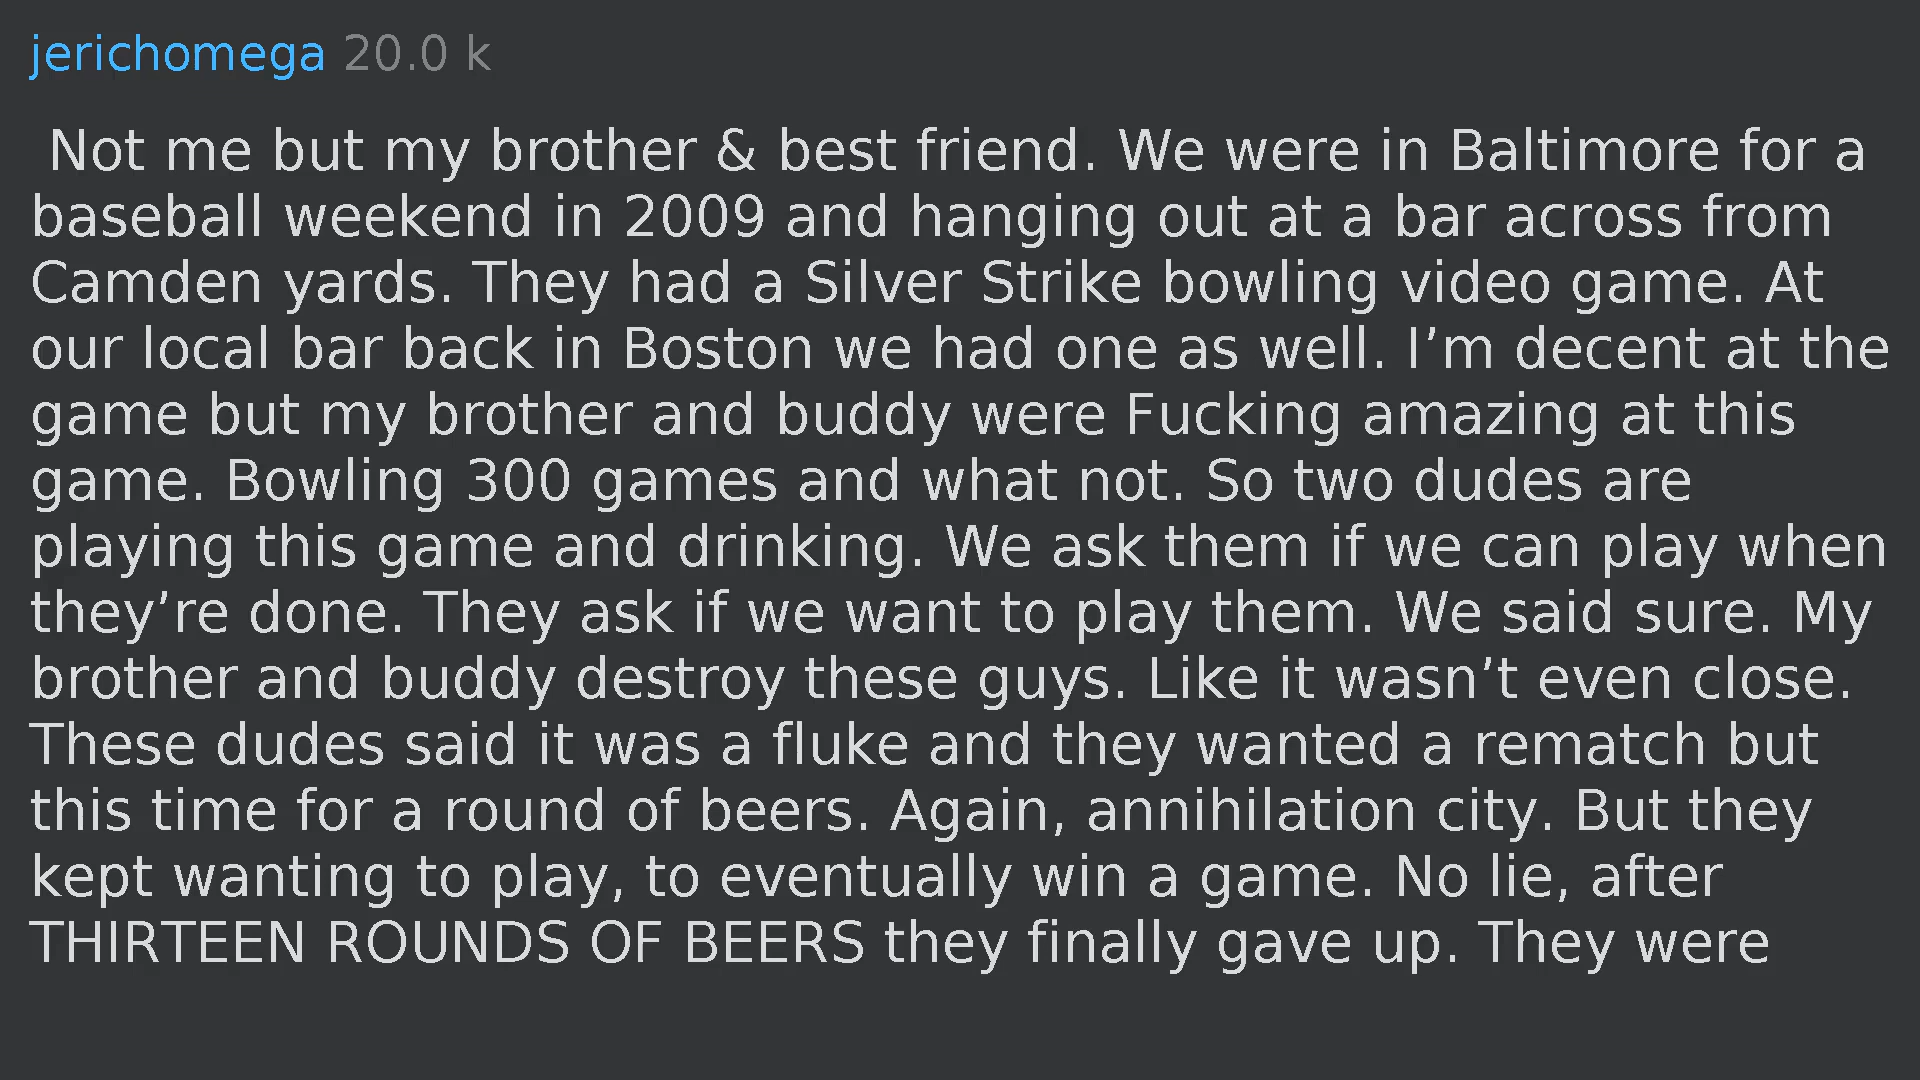 jerichomega 20.0 k
Not me but my brother & best friend. We were in Baltimore for a
baseball weekend in 2009 and hanging out at a bar across from
Camden yards. They had a Silver Strike bowling video game. At
our local bar back in Boston we had one as well. I’m decent at the
game but my brother and buddy were Fucking amazing at this
game. Bowling 300 games and what not. So two dudes are
playing this game and drinking. We ask them if we can play when
they’re done. They ask if we want to play them. We said sure. My
brother and buddy destroy these guys. Like it wasn’t even close.
These dudes said it was a fluke and they wanted a rematch but
this time for a round of beers. Again, annihilation city. But they
kept wanting to play, to eventually win a game. No lie, after
THIRTEEN ROUNDS OF BEERS they finally gave up. They were